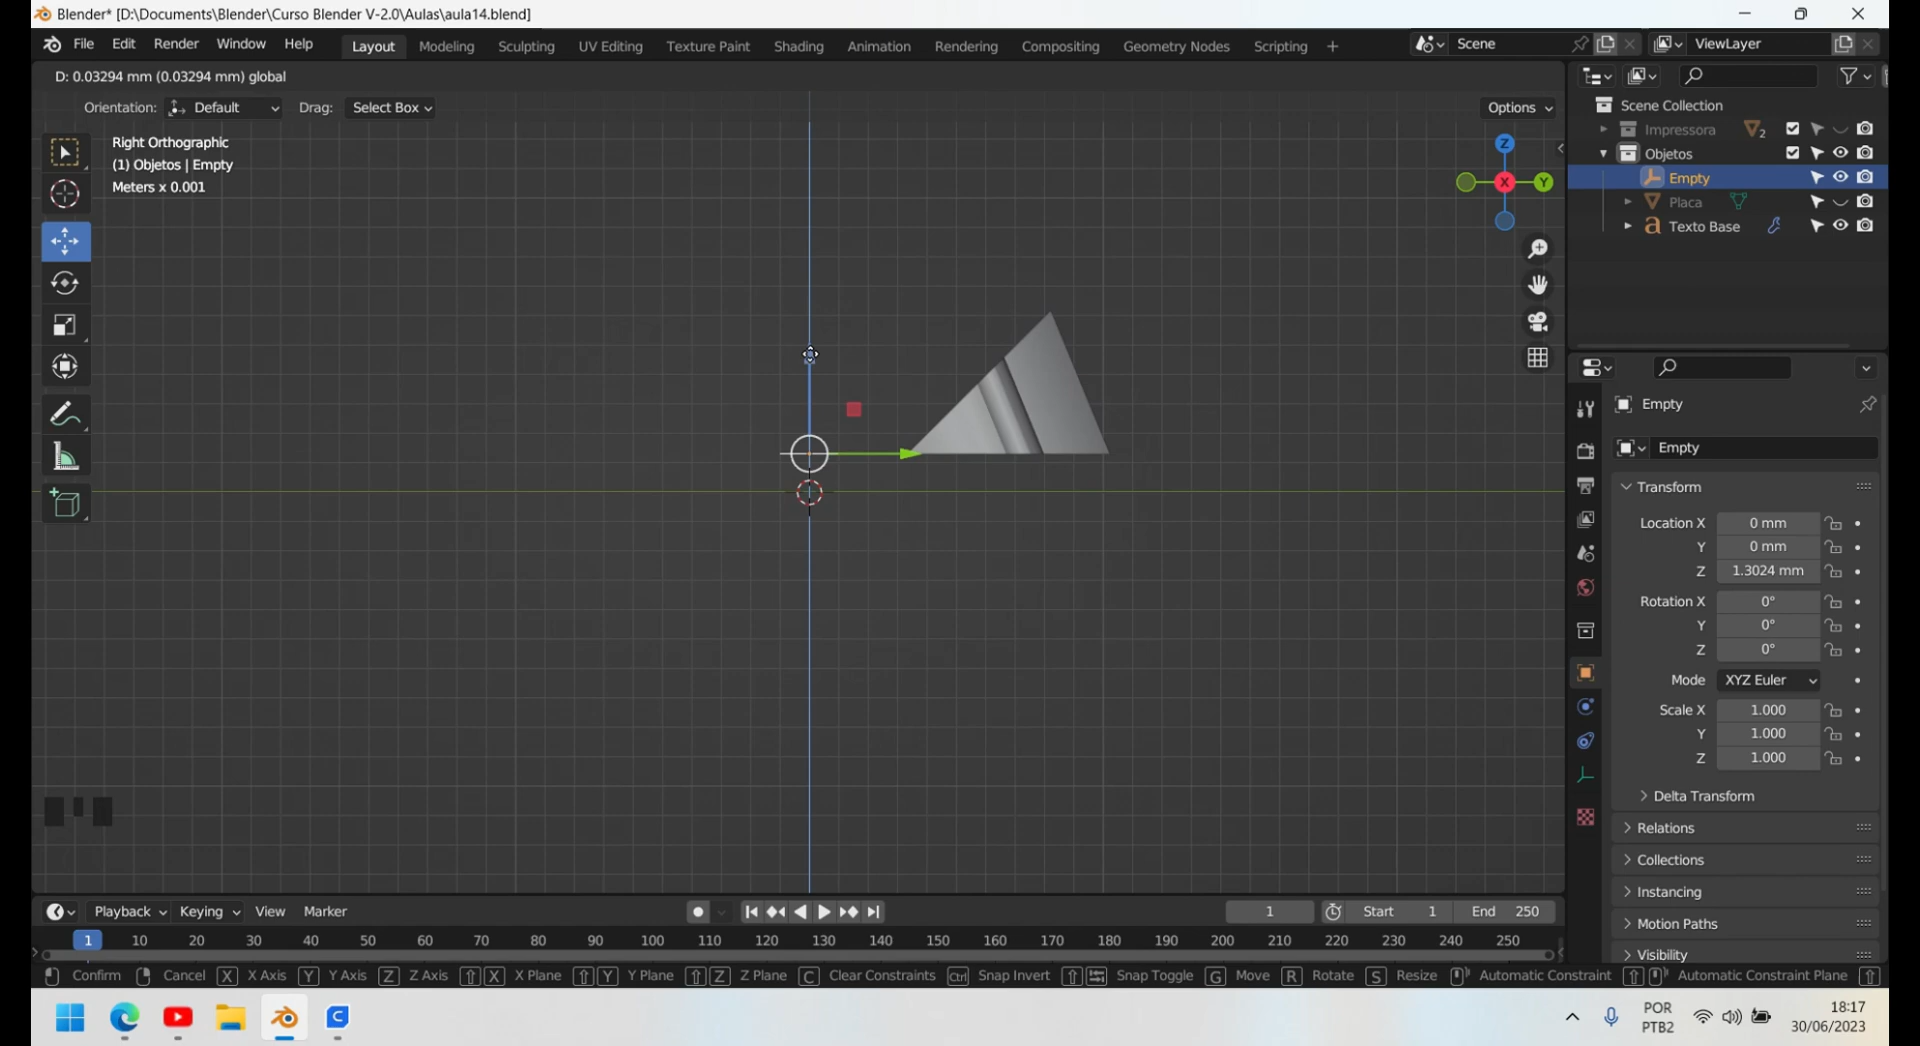 Blender* [D:\Documents\Blender\Curso Blender V-2.0\Aulas\aula14.blend]
File Edit Render Window Help Layout Modeling Sculpting UV Editing Texture Paint Shading Animation Rendering Compositing Geometry Nodes Scripting + Scene ViewLayer
D: 0.03294 mm (0.03294 mm) global
Orientation: Default Drag: Select Box Options
Right Orthographic
(1) Objetos | Empty
Meters x 0.001
Z
X Y
Scene Collection
Impressora 2
Objetos
Empty
Placa
Texto Base
Empty
Empty
Transform
Location X 0 mm
Y 0 mm
Z 1.3024 mm
Rotation X 0°
Y 0°
Z 0°
Mode XYZ Euler
Scale X 1.000
Y 1.000
Z 1.000
Delta Transform
Relations
Collections
Instancing
Motion Paths
Visibility
Playback Keying View Marker 1 Start 1 End 250
1 10 20 30 40 50 60 70 80 90 100 110 120 130 140 150 160 170 180 190 200 210 220 230 240 250
Confirm Cancel X X Axis Y Y Axis Z Z Axis X X Plane Y Y Plane Z Z Plane C Clear Constraints Ctrl Snap Invert Snap Toggle G Move R Rotate S Resize Automatic Constraint Automatic Constraint Plane
POR
PTB2
18:17
30/06/2023